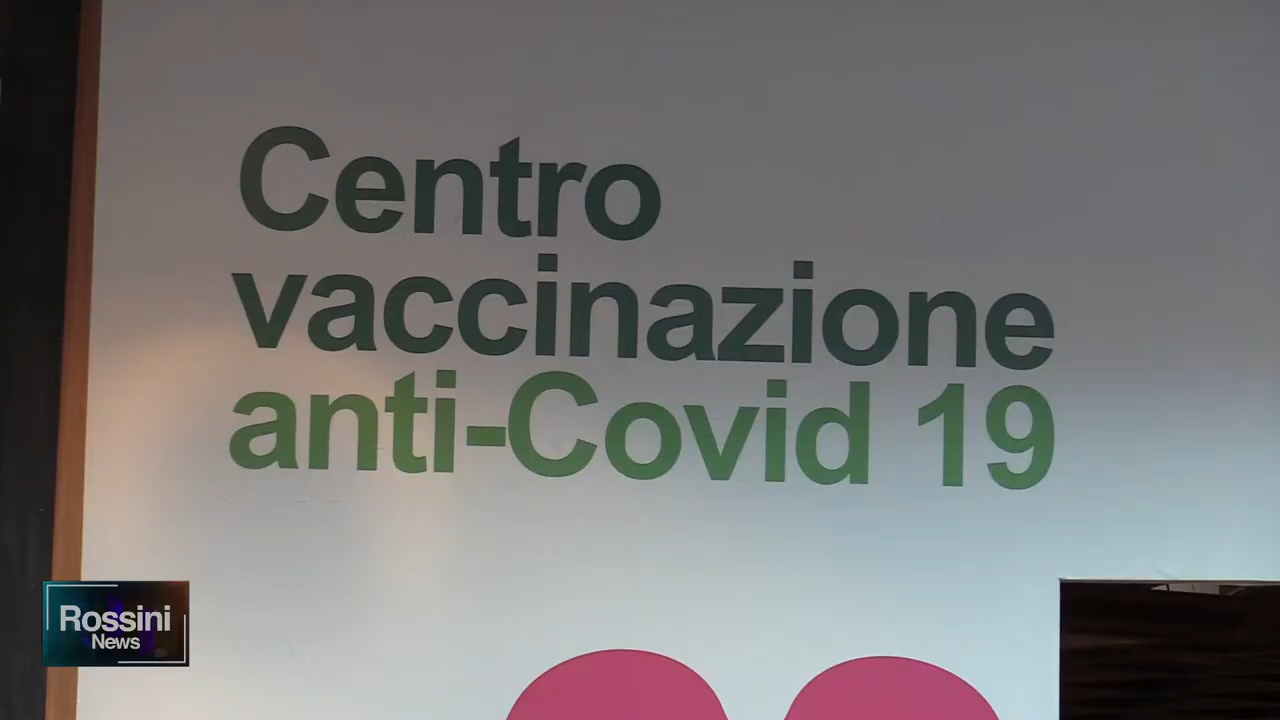 Centro
vaccinazione
anti-Covid 19
Rossini
News